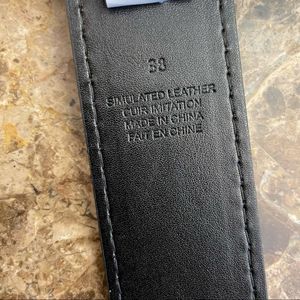 38
SIMULATED LEATHER
CUIR IMITATION
MADE IN CHINA
FAIT EN CHINE